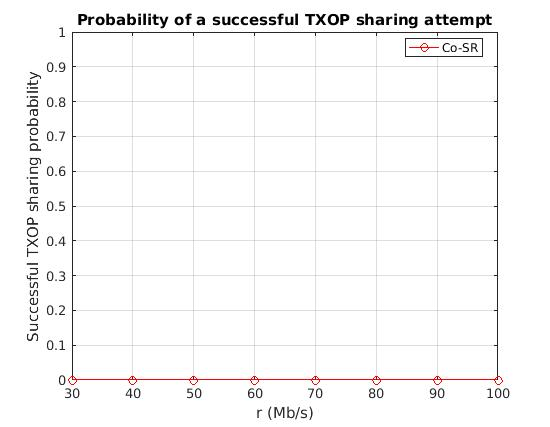 Probability of a successful TXOP sharing attempt
Co-SR
Successful TXOP sharing probability
1
0.9
0.8
0.7
0.6
0.5
0.4
0.3
0.2
0.1
0
30 40 50 60 70 80 90 100
r (Mb/s)